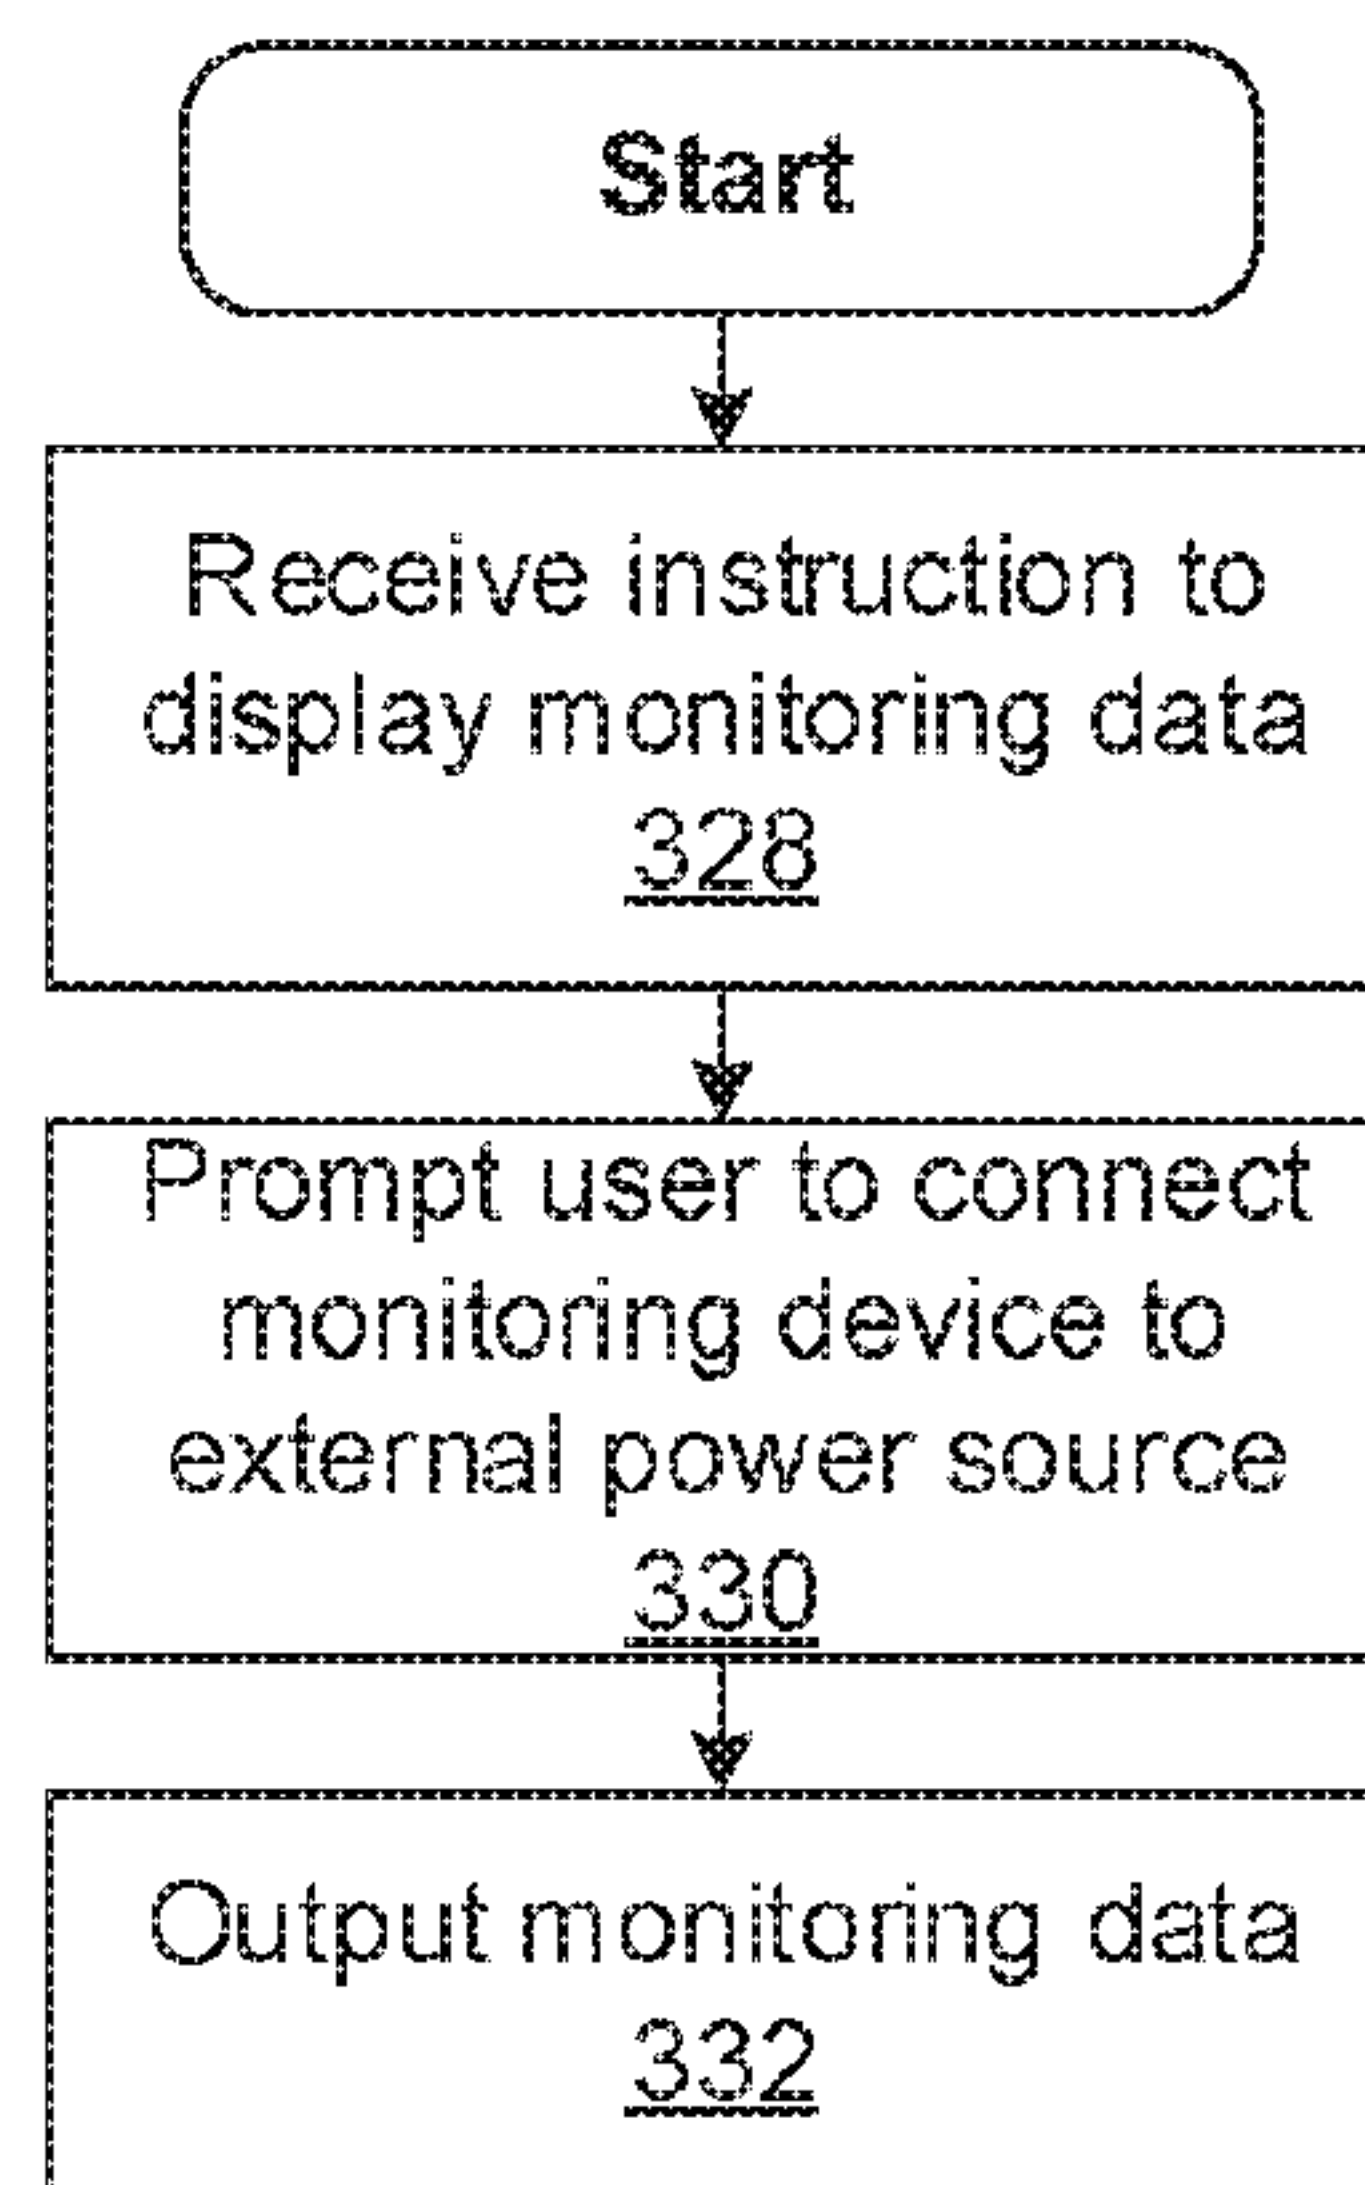 Start
Receive instruction to
display monitoring data
328
Prompt user to connect
monitoring device to
external power source
330
Output monitoring data
332